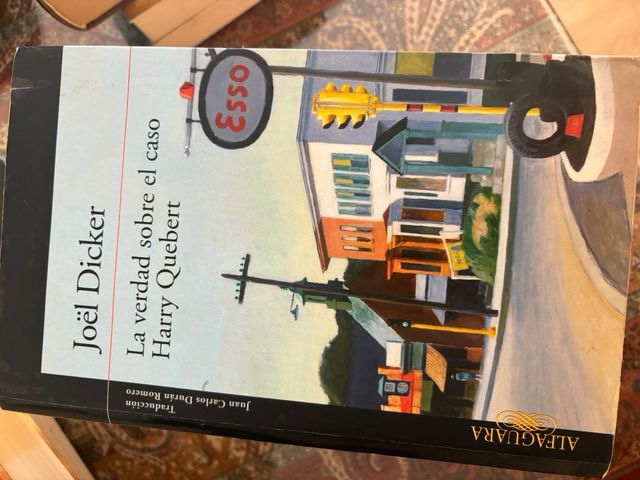 Joël Dicker
La verdad sobre el caso
Harry Quebert
Traducción
Juan Carlos Durán Romero
ESSO
ALFAGUARA